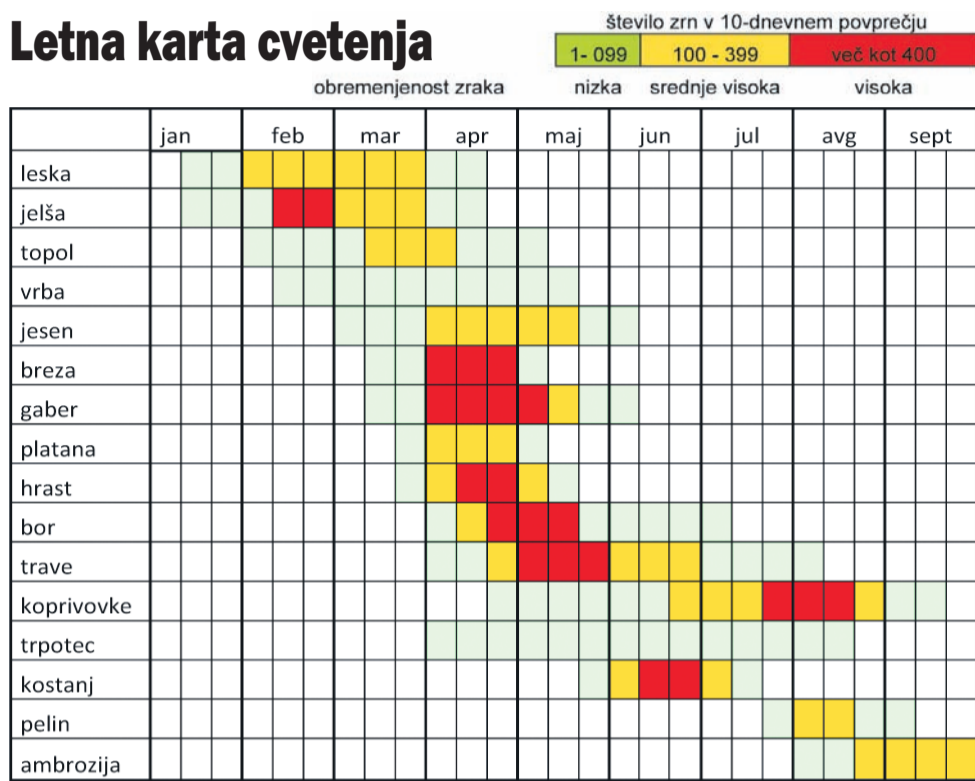 Letna karta cvetenja
število zrn v 10-dnevnem povprečju
1- 099 100 - 399 več kot 400
obremenjenost zraka nizka srednje visoka visoka
jan feb mar apr maj jun jul avg sept
leska
jelša
topol
vrba
jesen
breza
gaber
platana
hrast
bor
trave
koprivovke
trpotec
kostanj
pelin
ambrozija